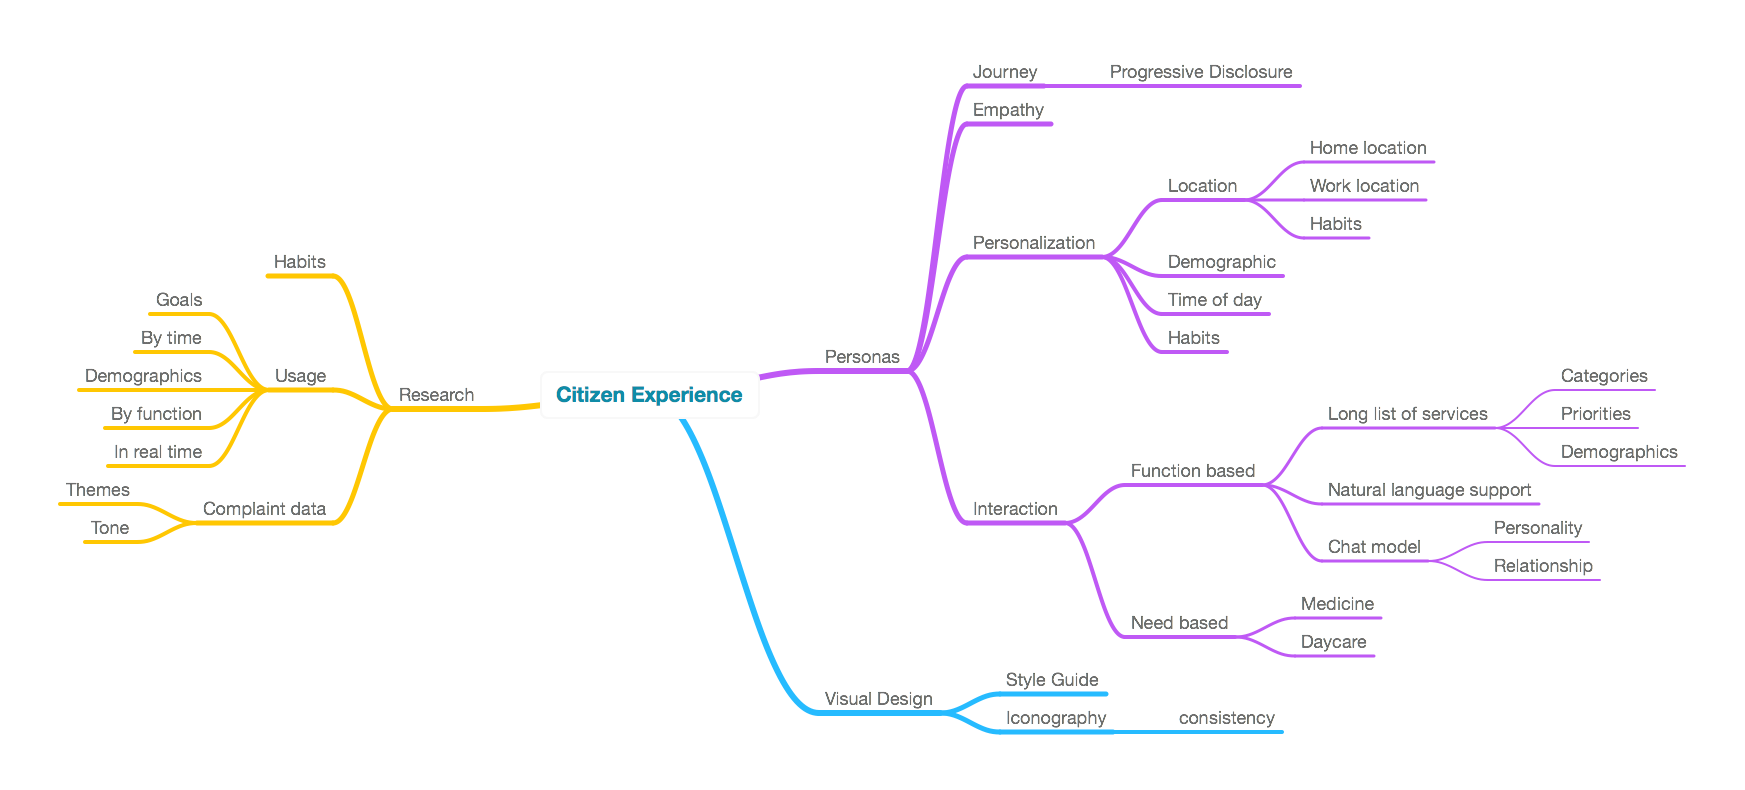 Citizen Experience
Research
Habits
Usage
Goals
By time
Demographics
By function
In real time
Complaint data
Themes
Tone
Personas
Journey
Progressive Disclosure
Empathy
Personalization
Location
Home location
Work location
Habits
Demographic
Time of day
Habits
Interaction
Function based
Long list of services
Categories
Priorities
Demographics
Natural language support
Chat model
Personality
Relationship
Need based
Medicine
Daycare
Visual Design
Style Guide
Iconography
consistency